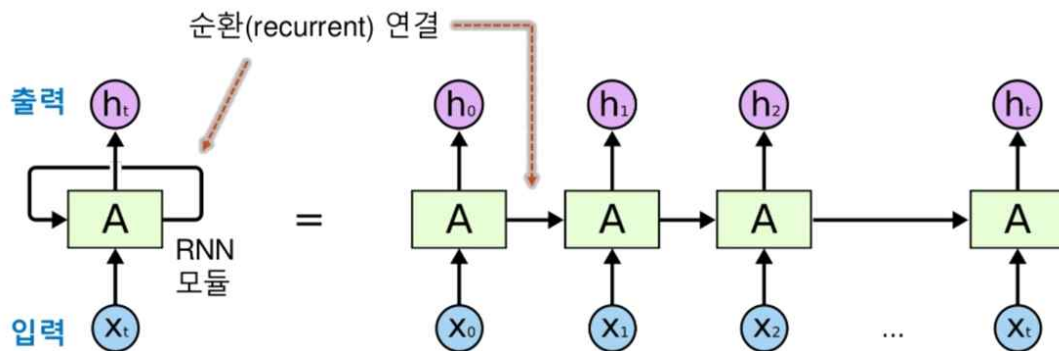 순환(recurrent) 연결
출력 hₜ h₀ h₁ h₂ hₜ
A = A A A A
RNN
모듈
입력 xₜ x₀ x₁ x₂ ... xₜ